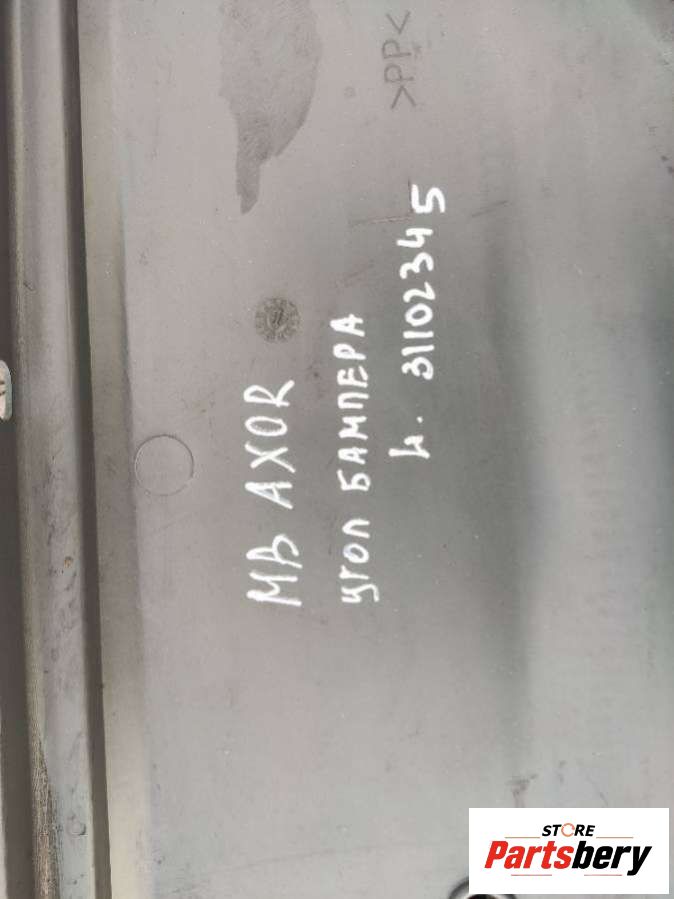 >PP<
MB AXOR
угол БАМПЕРА
н. 31102345
STORE
Partsbery